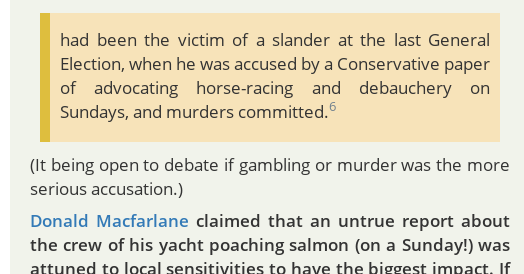 had been the victim of a slander at the last General
Election, when he was accused by a Conservative paper
of advocating horse-racing and debauchery on
Sundays, and murders committed.6
(It being open to debate if gambling or murder was the more
serious accusation.)
Donald Macfarlane claimed that an untrue report about
the crew of his yacht poaching salmon (on a Sunday!) was
attuned to local sensitivities to have the biggest impact. If